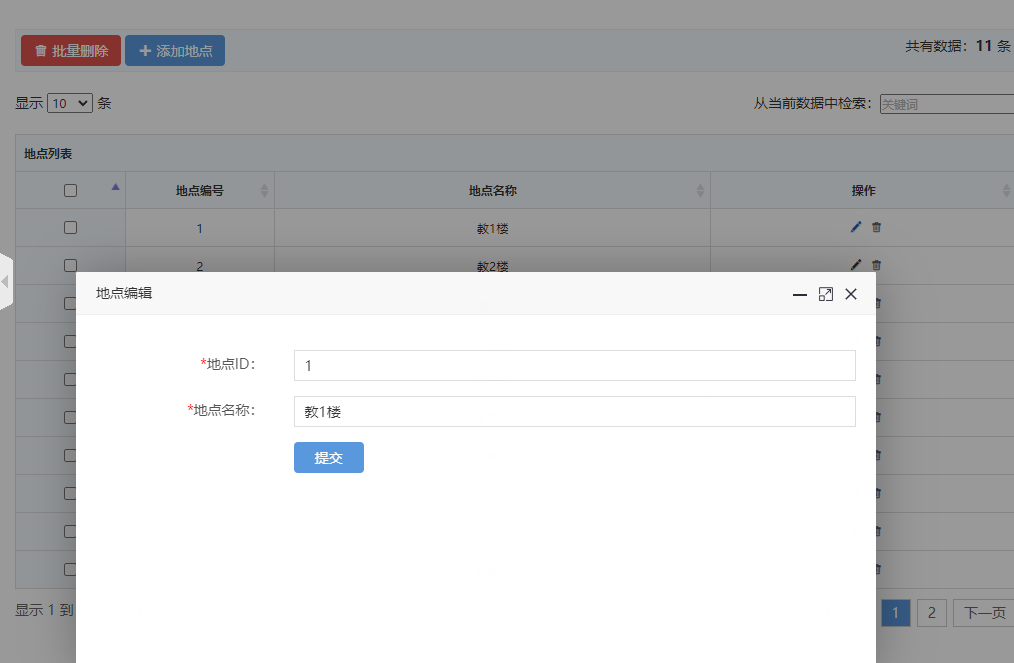 批量删除 添加地点 共有数据：11 条
显示 10 条 从当前数据中检索： 关键词
地点列表
地点编号 地点名称 操作
1 教1楼
2 教2楼
地点编辑
*地点ID： 1
*地点名称： 教1楼
提交
显示 1 到 1 2 下一页